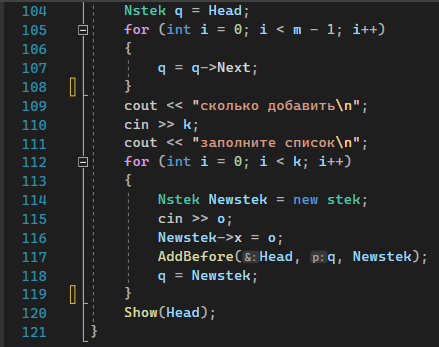 104 Nstek q = Head;
105 for (int i = 0; i < m - 1; i++)
106 {
107 q = q->Next;
108 }
109 cout << "сколько добавить\n";
110 cin >> k;
111 cout << "заполните список\n";
112 for (int i = 0; i < k; i++)
113 {
114 Nstek Newstek = new stek;
115 cin >> o;
116 Newstek->x = o;
117 AddBefore(&:Head, p:q, Newstek);
118 q = Newstek;
119 }
120 Show(Head);
121 }